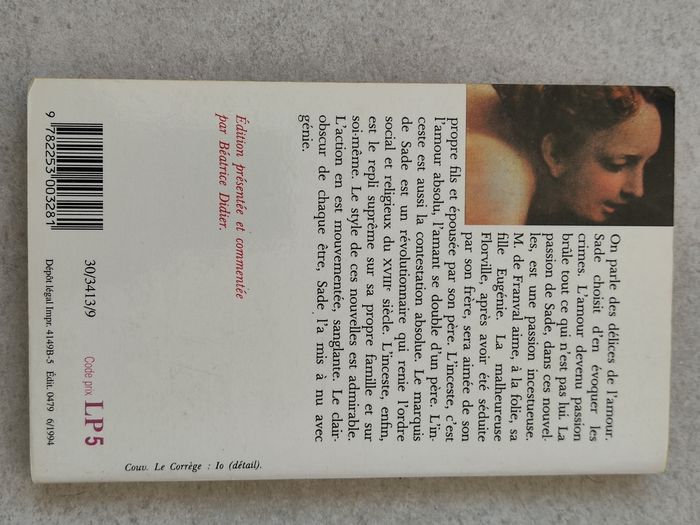 On parle des délices de l'amour.
Sade choisit d'en évoquer les
crimes. L'amour devenu passion
brûle tout ce qui n'est pas lui. La
passion de Sade, dans ces nouvel-
les, est une passion incestueuse.
M. de Franval aime, à la folie, sa
fille Eugénie. La malheureuse
Florville, après avoir été séduite
par son frère, sera aimée de son
propre fils et épousée par son père. L'inceste, c'est
l'amour absolu, l'amant se double d'un père. L'in-
ceste est aussi la contestation absolue. Le marquis
de Sade est un révolutionnaire qui renie l'ordre
social et religieux du XVIIIe siècle. L'inceste, enfin,
est le repli suprême sur sa propre famille et sur
soi-même. Le style de ces nouvelles est admirable.
L'action en est mouvementée, sanglante. Le clair-
obscur de chaque être, Sade l'a mis à nu avec
génie.
Édition présentée et commentée
par Béatrice Didier.
9 782253 003281
30/3413/9
Code prix LP5
Dépôt légal Impr. 4149B-5 Édit. 0479 6/1994
Couv. Le Corrège : Io (détail).